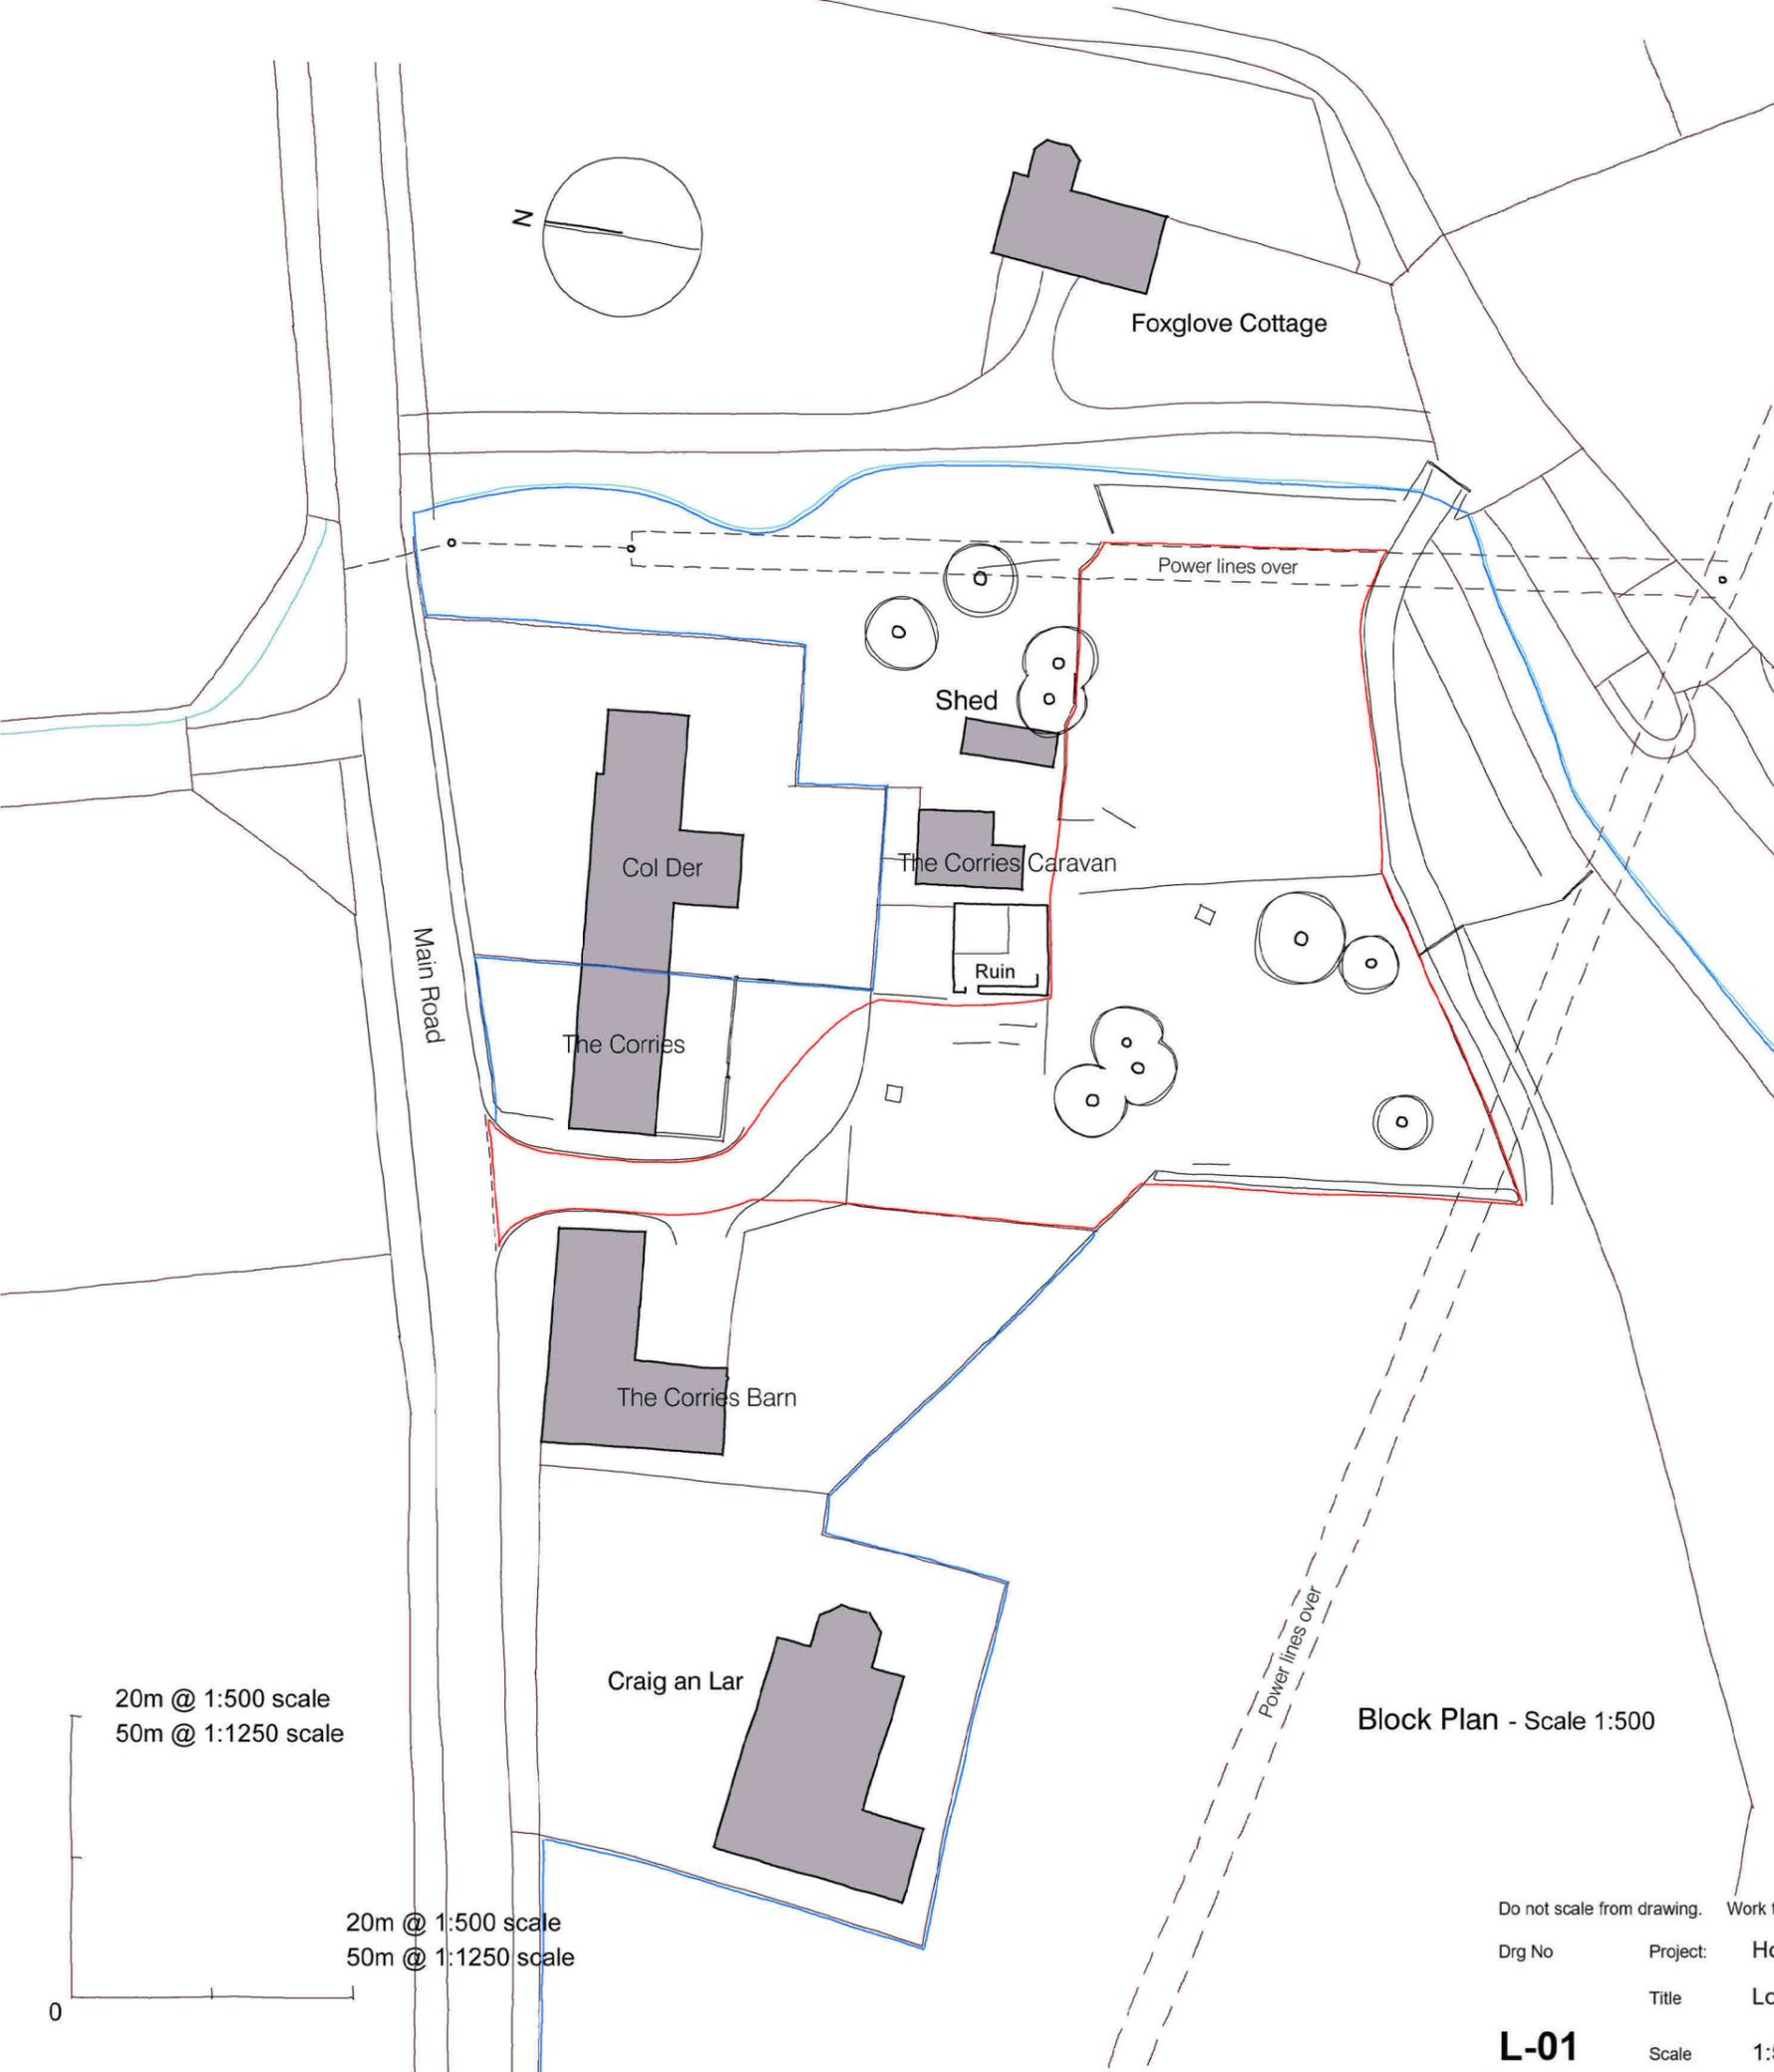 N
Foxglove Cottage
Power lines over
Shed
Col Der
The Corries Caravan
Main Road
Ruin
The Corries
The Corries Barn
Craig an Lar
Power lines over
20m @ 1:500 scale
50m @ 1:1250 scale
Block Plan - Scale 1:500
20m @ 1:500 scale
50m @ 1:1250 scale
0
Do not scale from drawing. Work
Drg No Project:
Title
L-01 Scale